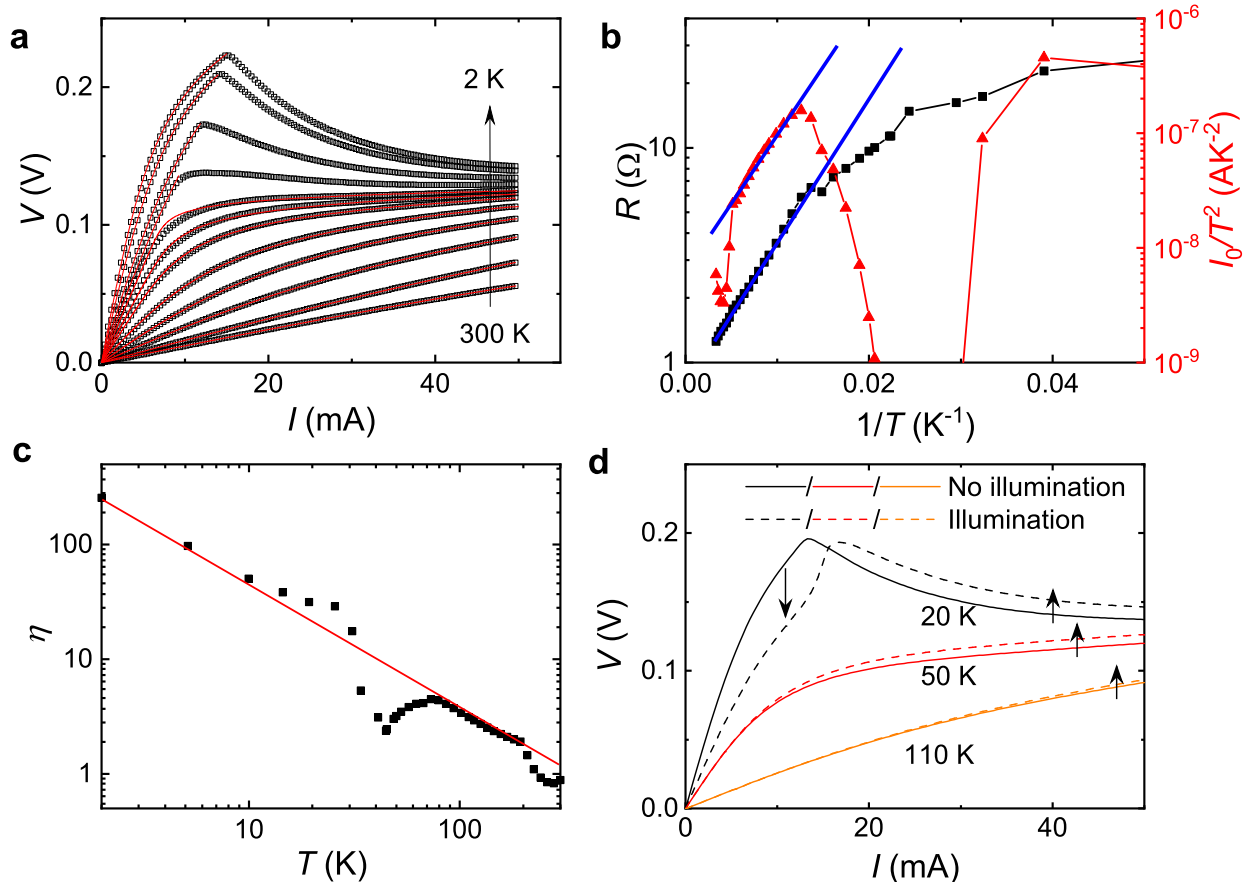 a
V (V)
0.2
0.1
0.0
2 K
300 K
0
20
40
I (mA)
b
R (Ω)
10
1
10⁻⁶
10⁻⁷
10⁻⁸
10⁻⁹
I₀/T² (AK⁻²)
0.00
0.02
0.04
1/T (K⁻¹)
c
η
100
10
1
10
100
T (K)
d
V (V)
0.2
0.1
0.0
No illumination
Illumination
20 K
50 K
110 K
0
20
40
I (mA)